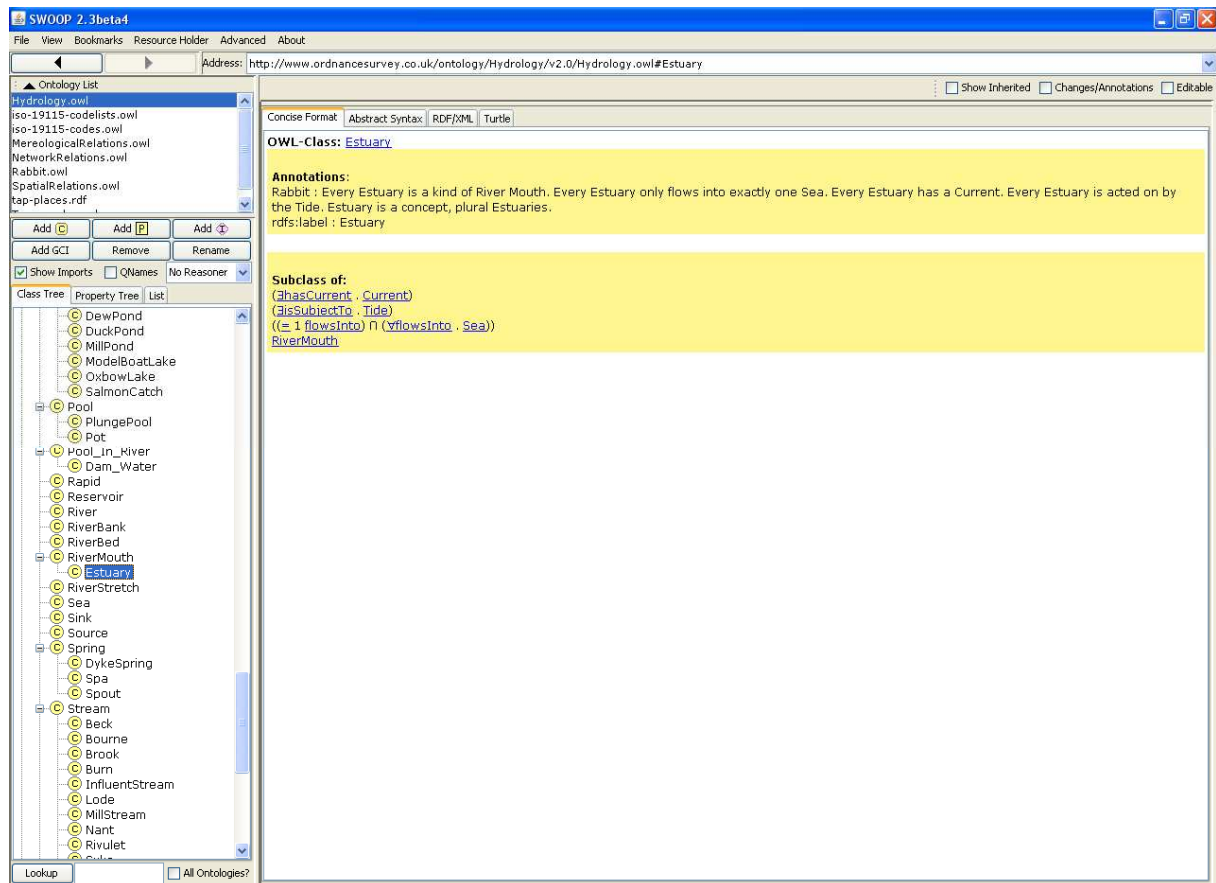 SWOOP 2.3beta4
File View Bookmarks Resource Holder Advanced About
Address: http://www.ordnancesurvey.co.uk/ontology/Hydrology/v2.0/Hydrology.owl#Estuary
Ontology List
Hydrology.owl
iso-19115-codelists.owl
iso-19115-codes.owl
MereologicalRelations.owl
NetworkRelations.owl
Rabbit.owl
SpatialRelations.owl
tap-places.rdf
Add C Add P Add I
Add GCI Remove Rename
Show Imports QNames No Reasoner
Class Tree Property Tree List
C DewPond
C DuckPond
C MillPond
C ModelBoatLake
C OxbowLake
C SalmonCatch
C Pool
C PlungePool
C Pot
C Pool_In_River
C Dam_Water
C Rapid
C Reservoir
C River
C RiverBank
C RiverBed
C RiverMouth
C Estuary
C RiverStretch
C Sea
C Sink
C Source
C Spring
C DykeSpring
C Spa
C Spout
C Stream
C Beck
C Bourne
C Brook
C Burn
C InfluentStream
C Lode
C MillStream
C Nant
C Rivulet
Lookup All Ontologies?
Show Inherited Changes/Annotations Editable
Concise Format Abstract Syntax RDF/XML Turtle
OWL-Class: Estuary
Annotations:
Rabbit : Every Estuary is a kind of River Mouth. Every Estuary only flows into exactly one Sea. Every Estuary has a Current. Every Estuary is acted on by
the Tide. Estuary is a concept, plural Estuaries.
rdfs:label : Estuary
Subclass of:
(∃hasCurrent . Current)
(∃isSubjectTo . Tide)
((= 1 flowsInto) ∩ (∀flowsInto . Sea))
RiverMouth